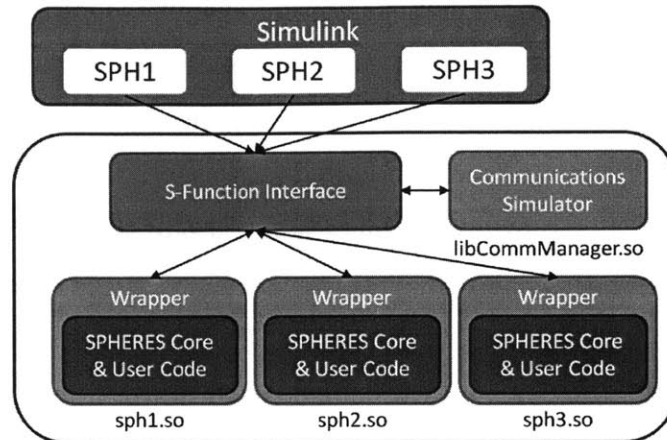 Simulink
SPH1
SPH2
SPH3
S-Function Interface
Communications
Simulator
libCommManager.so
Wrapper
SPHERES Core
& User Code
sph1.so
Wrapper
SPHERES Core
& User Code
sph2.so
Wrapper
SPHERES Core
& User Code
sph3.so